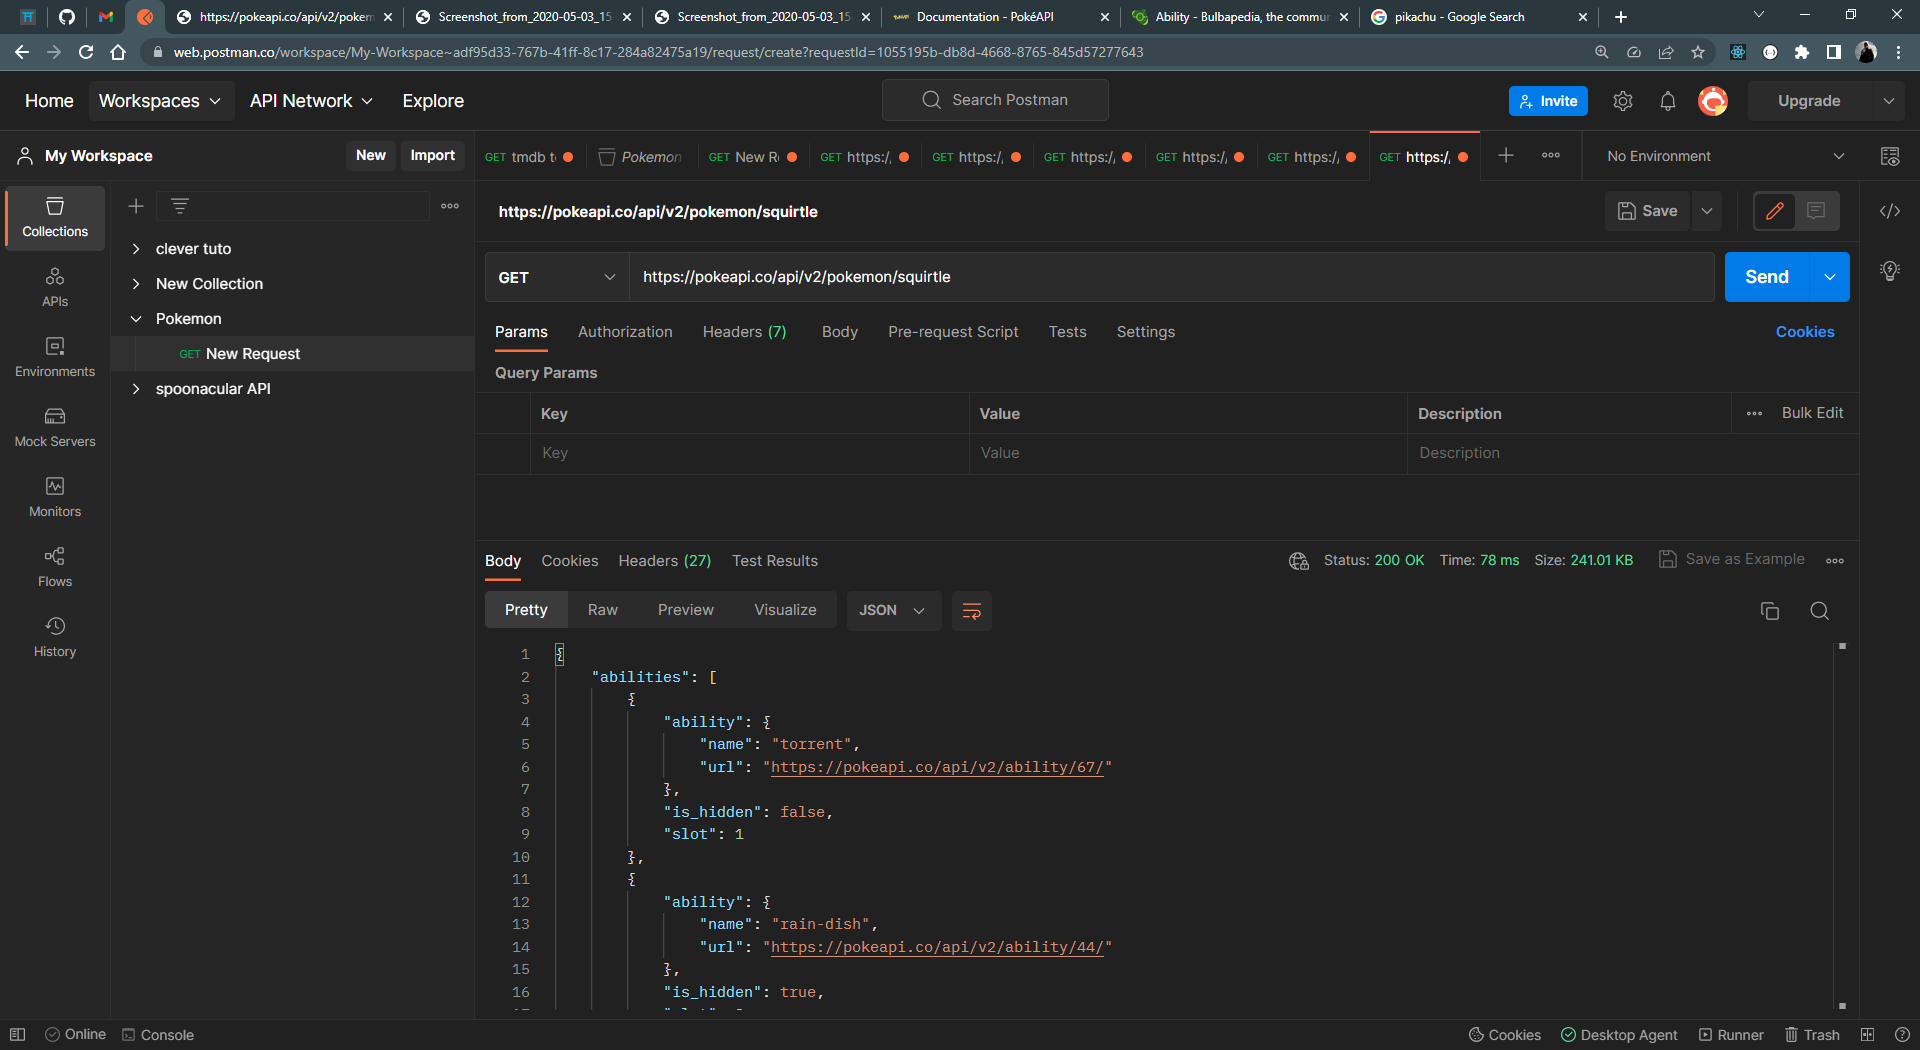 https://pokeapi.co/api/v2/pokem
Screenshot_from_2020-05-03_15
Screenshot_from_2020-05-03_15
Documentation - PokéAPI
Ability - Bulbapedia, the commun
pikachu - Google Search
web.postman.co/workspace/My-Workspace~adf95d33-767b-41ff-8c17-284a82475a19/request/create?requestId=1055195b-db8d-4668-8765-845d57277643
Home Workspaces API Network Explore
Search Postman
Invite
Upgrade
My Workspace New Import
GET tmdb t
Pokemon
GET New R
GET https:/
GET https:/
GET https:/
GET https:/
GET https:/
GET https:/
No Environment
Collections
APIs
Environments
Mock Servers
Monitors
Flows
History
clever tuto
New Collection
Pokemon
GET New Request
spoonacular API
https://pokeapi.co/api/v2/pokemon/squirtle
Save
GET https://pokeapi.co/api/v2/pokemon/squirtle Send
Params Authorization Headers (7) Body Pre-request Script Tests Settings Cookies
Query Params
Key Value Description Bulk Edit
Key Value Description
Body Cookies Headers (27) Test Results Status: 200 OK Time: 78 ms Size: 241.01 KB Save as Example
Pretty Raw Preview Visualize JSON
1 {
2 "abilities": [
3 {
4 "ability": {
5 "name": "torrent",
6 "url": "https://pokeapi.co/api/v2/ability/67/"
7 },
8 "is_hidden": false,
9 "slot": 1
10 },
11 {
12 "ability": {
13 "name": "rain-dish",
14 "url": "https://pokeapi.co/api/v2/ability/44/"
15 },
16 "is_hidden": true,
Online Console Cookies Desktop Agent Runner Trash